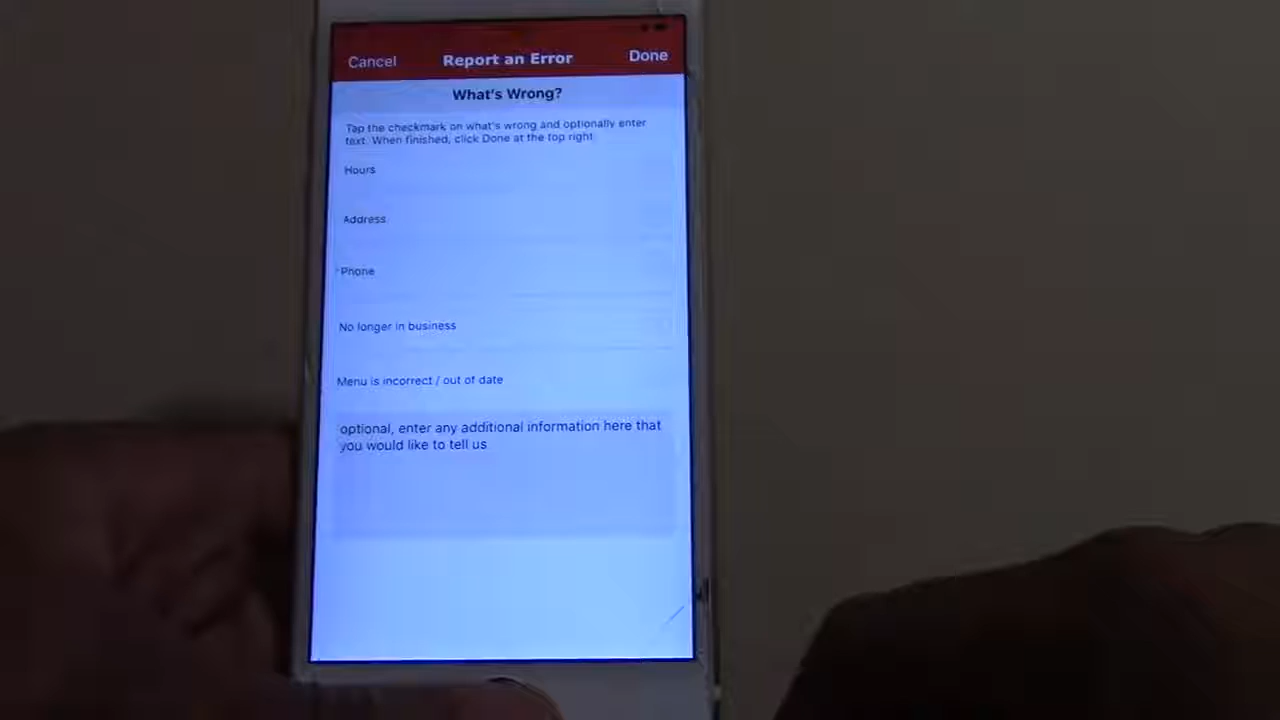 Cancel Report an Error Done
What's Wrong?
Tap the checkmark on what's wrong and optionally enter
text. When finished, click Done at the top right.
Hours
Address
Phone
No longer in business
Menu is incorrect / out of date
optional, enter any additional information here that
you would like to tell us